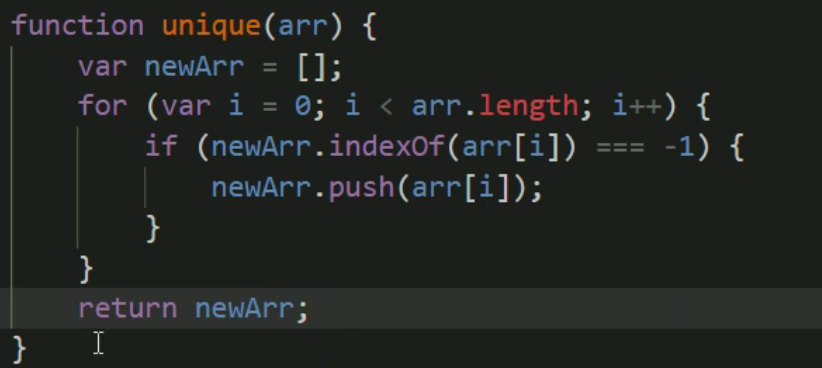 function unique(arr) {
    var newArr = [];
    for (var i = 0; i < arr.length; i++) {
        if (newArr.indexOf(arr[i]) === -1) {
            newArr.push(arr[i]);
        }
    }
    return newArr;
}